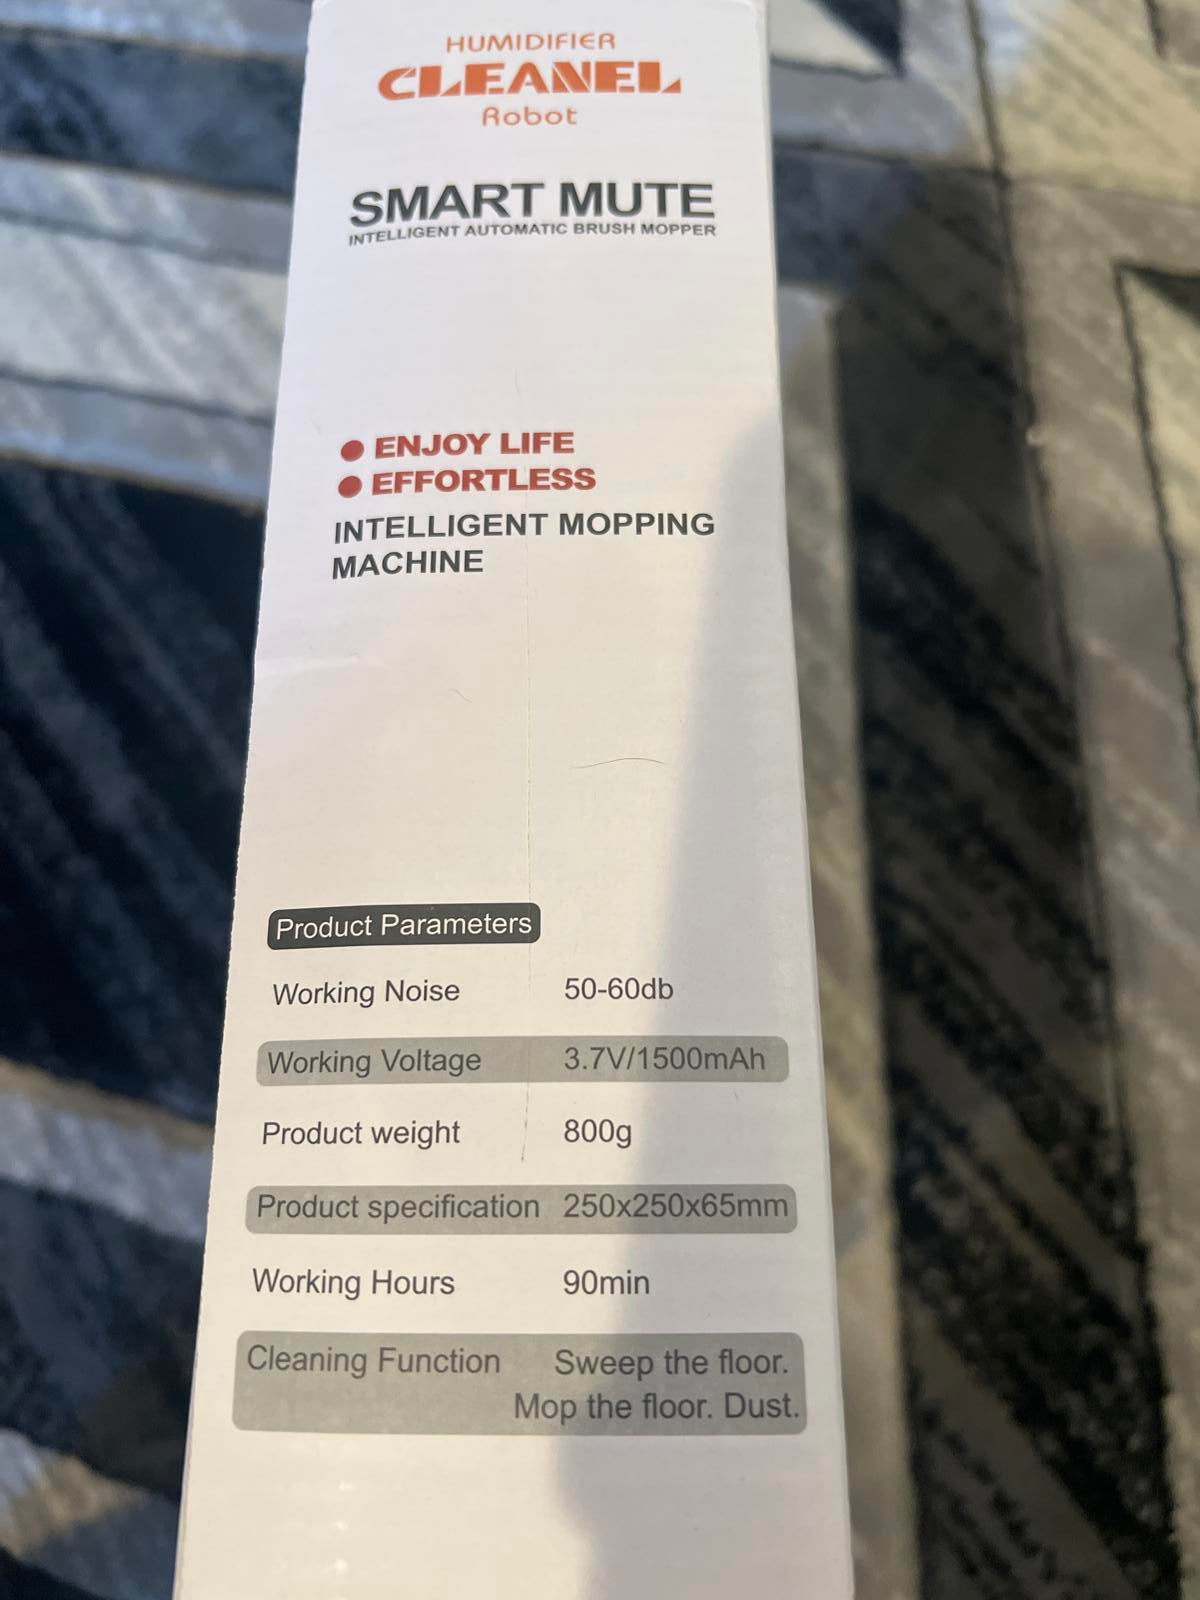 HUMIDIFIER
CLEANEL
Robot
SMART MUTE
INTELLIGENT AUTOMATIC BRUSH MOPPER
● ENJOY LIFE
● EFFORTLESS
INTELLIGENT MOPPING
MACHINE
Product Parameters
Working Noise 50-60db
Working Voltage 3.7V/1500mAh
Product weight 800g
Product specification 250x250x65mm
Working Hours 90min
Cleaning Function Sweep the floor.
Mop the floor. Dust.